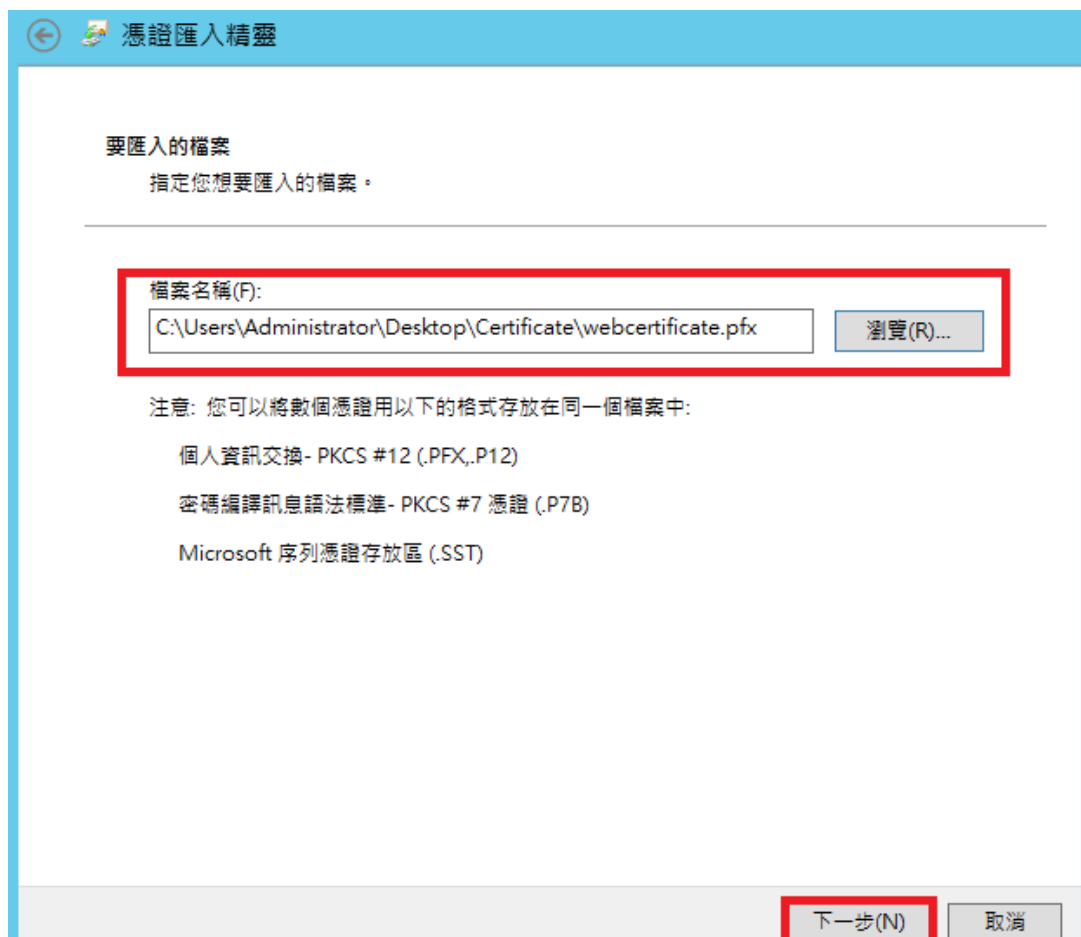 憑證匯入精靈
要匯入的檔案
指定您想要匯入的檔案。
檔案名稱(F):
C:\Users\Administrator\Desktop\Certificate\webcertificate.pfx 瀏覽(R)...
注意: 您可以將數個憑證用以下的格式存放在同一個檔案中:
個人資訊交換- PKCS #12 (.PFX,.P12)
密碼編譯訊息語法標準- PKCS #7 憑證 (.P7B)
Microsoft 序列憑證存放區 (.SST)
下一步(N) 取消